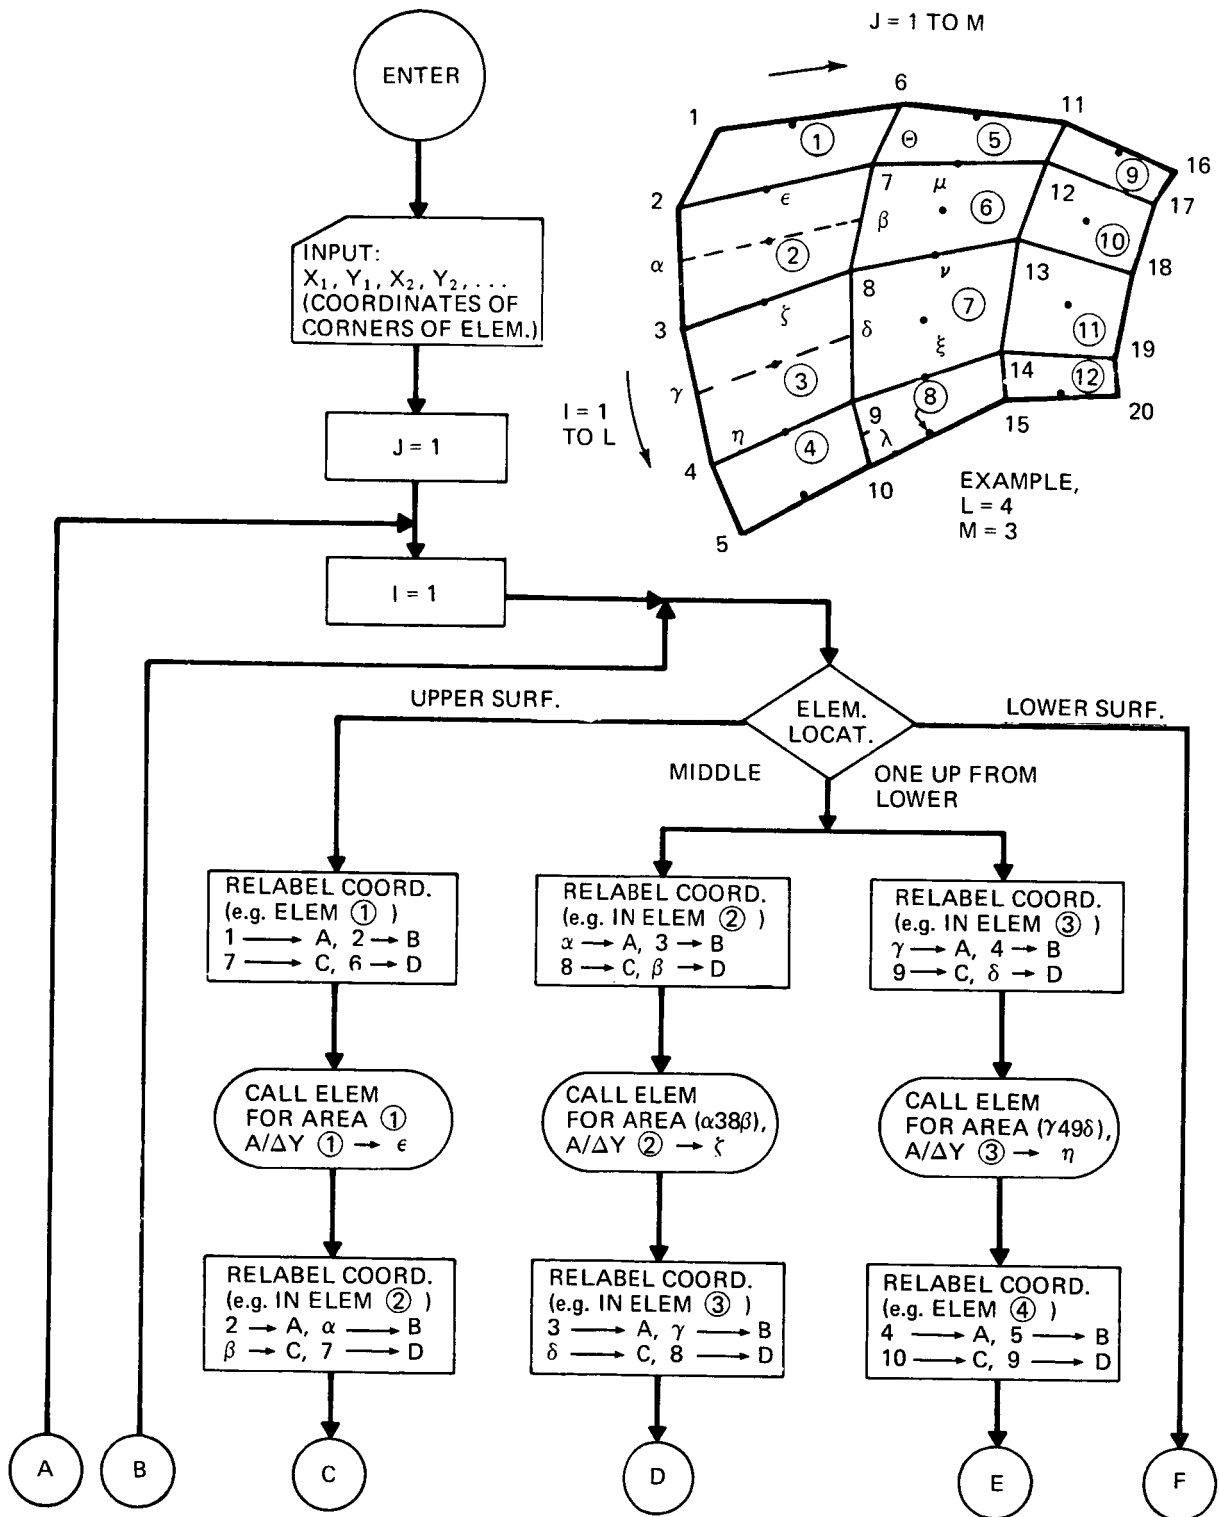 J = 1 TO M
ENTER
6
11
1
Θ
①
⑤
⑨
16
2
ϵ
7
μ
⑥
12
17
β
⑩
α
②
18
ν
8
13
ζ
⑦
3
δ
⑪
ξ
19
γ
③
14
⑫
⑧
I = 1
TO L
η
9
λ
15
20
4
④
10
5
EXAMPLE,
L = 4
M = 3
INPUT:
X₁, Y₁, X₂, Y₂, ...
(COORDINATES OF
CORNERS OF ELEM.)
J = 1
I = 1
UPPER SURF.
ELEM.
LOCAT.
LOWER SURF.
MIDDLE
ONE UP FROM
LOWER
RELABEL COORD.
(e.g. ELEM ① )
1 → A, 2 → B
7 → C, 6 → D
RELABEL COORD.
(e.g. IN ELEM ② )
α → A, 3 → B
8 → C, β → D
RELABEL COORD.
(e.g. IN ELEM ③ )
γ → A, 4 → B
9 → C, δ → D
CALL ELEM
FOR AREA ①
A/ΔY ① → ϵ
CALL ELEM
FOR AREA (α38β),
A/ΔY ② → ζ
CALL ELEM
FOR AREA (γ49δ),
A/ΔY ③ → η
RELABEL COORD.
(e.g. IN ELEM ② )
2 → A, α → B
β → C, 7 → D
RELABEL COORD.
(e.g. IN ELEM ③ )
3 → A, γ → B
δ → C, 8 → D
RELABEL COORD.
(e.g. ELEM ④ )
4 → A, 5 → B
10 → C, 9 → D
A
B
C
D
E
F